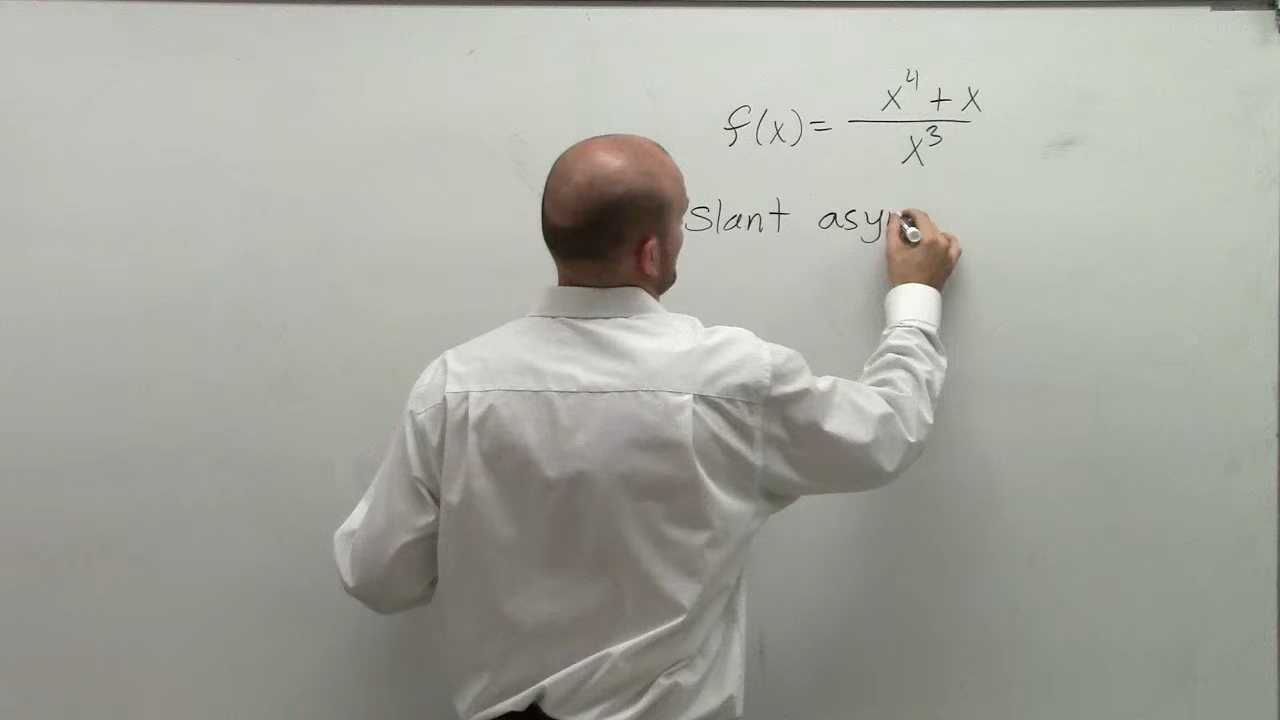 f(x) = x⁴ + x / x³
Slant asy